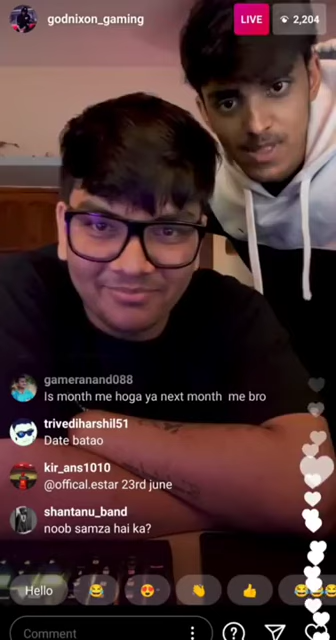 godnixon_gaming
LIVE
2,204
gameranand088
Is month me hoga ya next month me bro
trivediharshil51
Date batao
kir_ans1010
@offical.estar 23rd june
shantanu_band
noob samza hai ka?
Hello
Comment